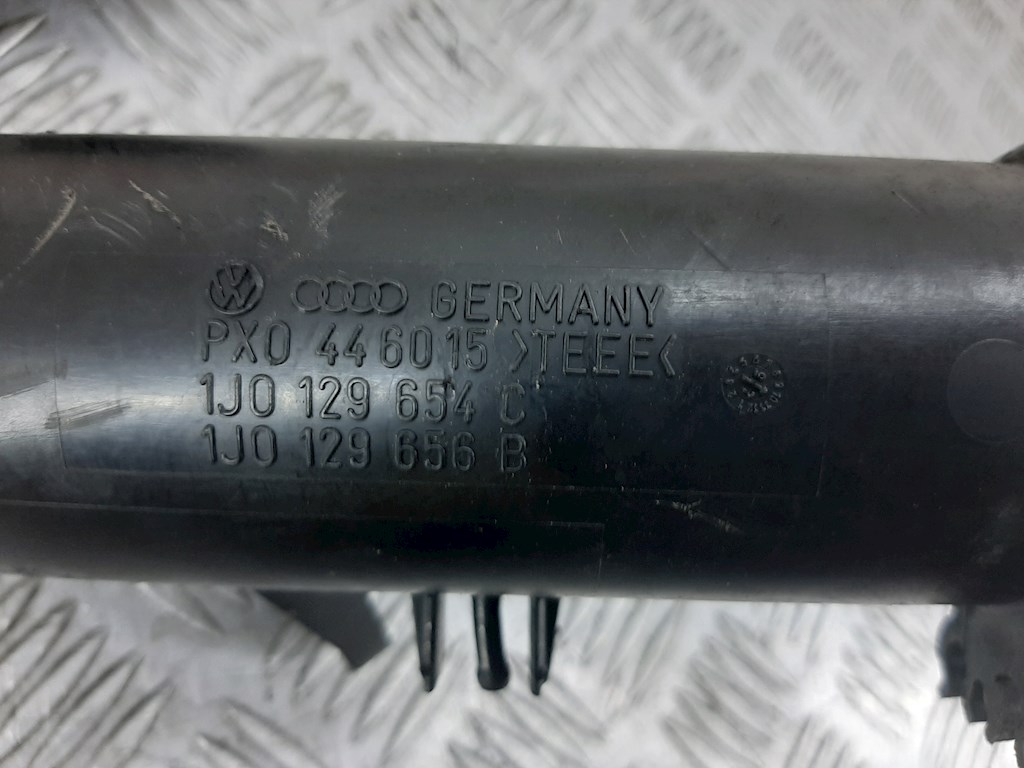 GERMANY
PX0 446015 >TEEE<
1J0 129 654 C
1J0 129 656 B